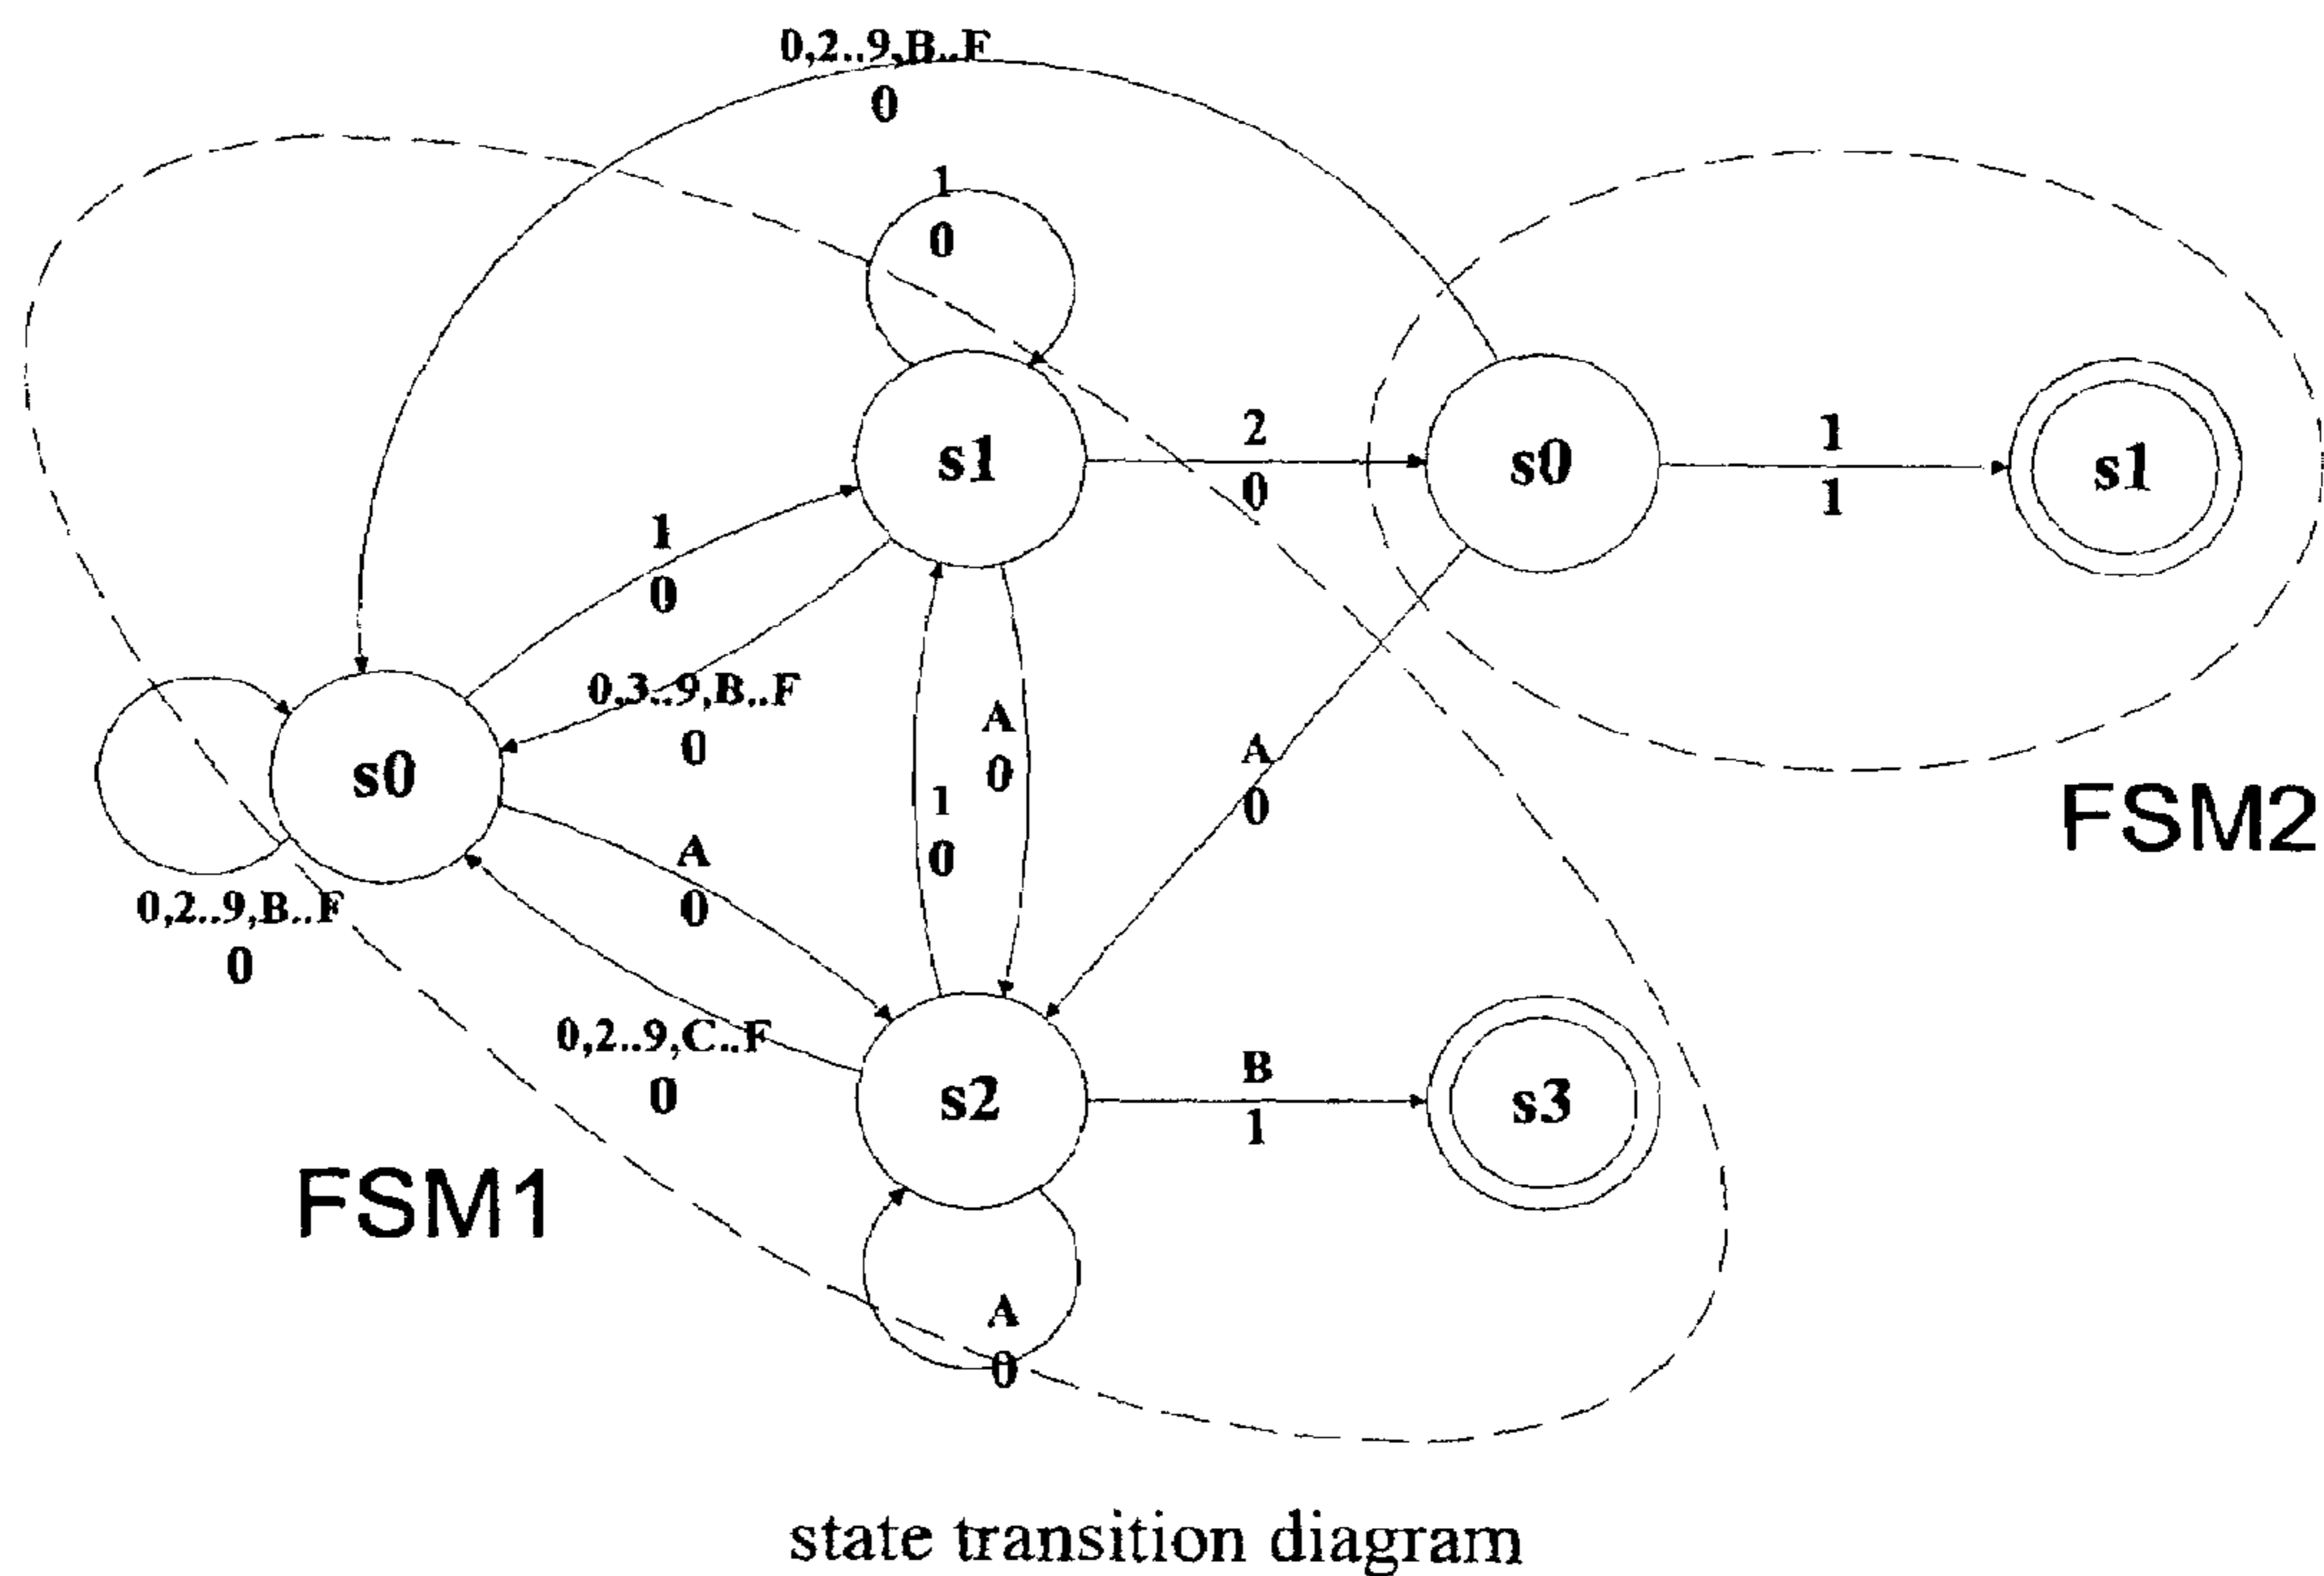 0,2..9,B..F
0
1
0
s1
2
0
s0
1
1
s1
1
0
0,3..9,B..F
0
A
0
1
0
A
0
FSM2
s0
0,2..9,B..F
0
A
0
0,2..9,C..F
0
s2
B
1
s3
FSM1
A
0
state transition diagram